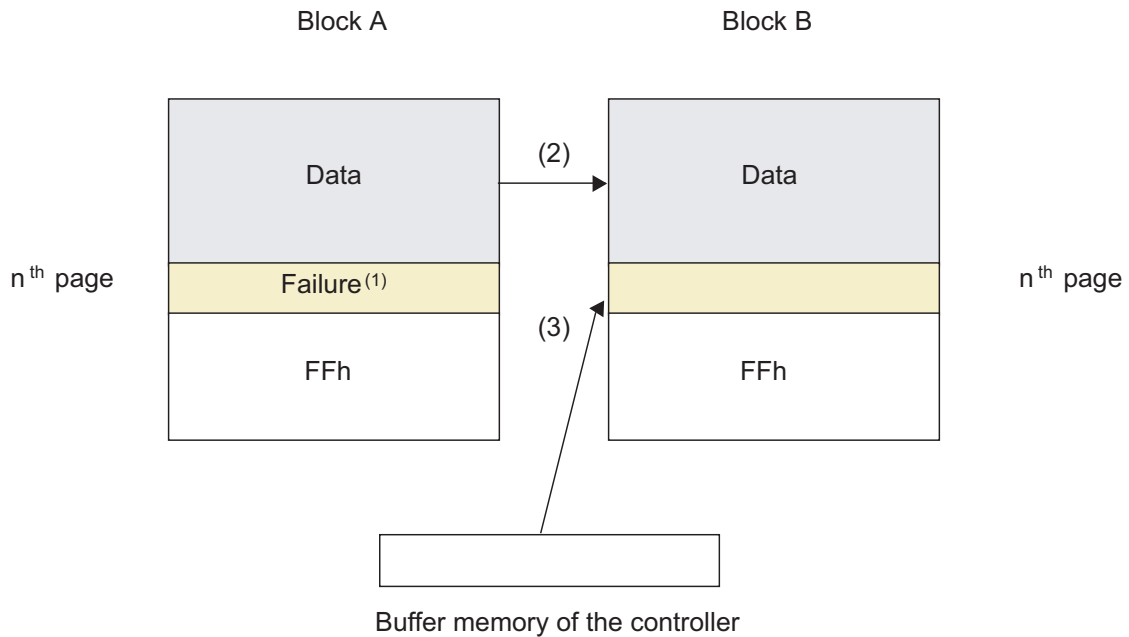 Block A
Block B
Data
(2)
Data
n th page
Failure (1)
n th page
(3)
FFh
FFh
Buffer memory of the controller